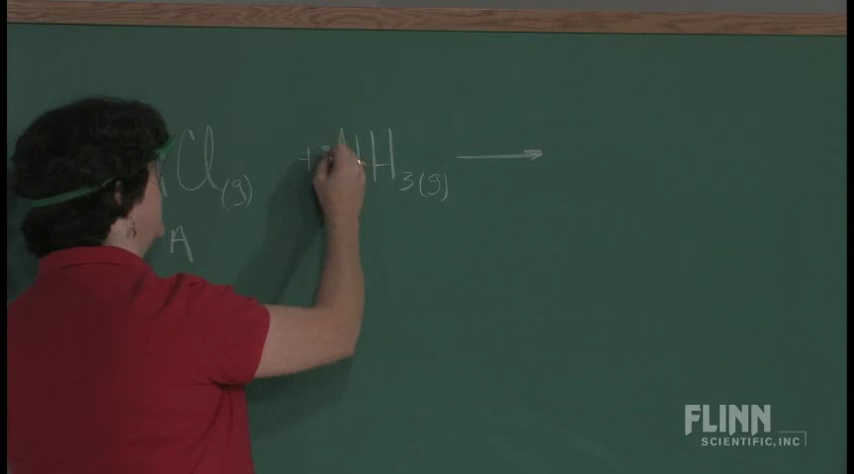 Cl(g) + NH3(g) →
A
FLINN
SCIENTIFIC, INC